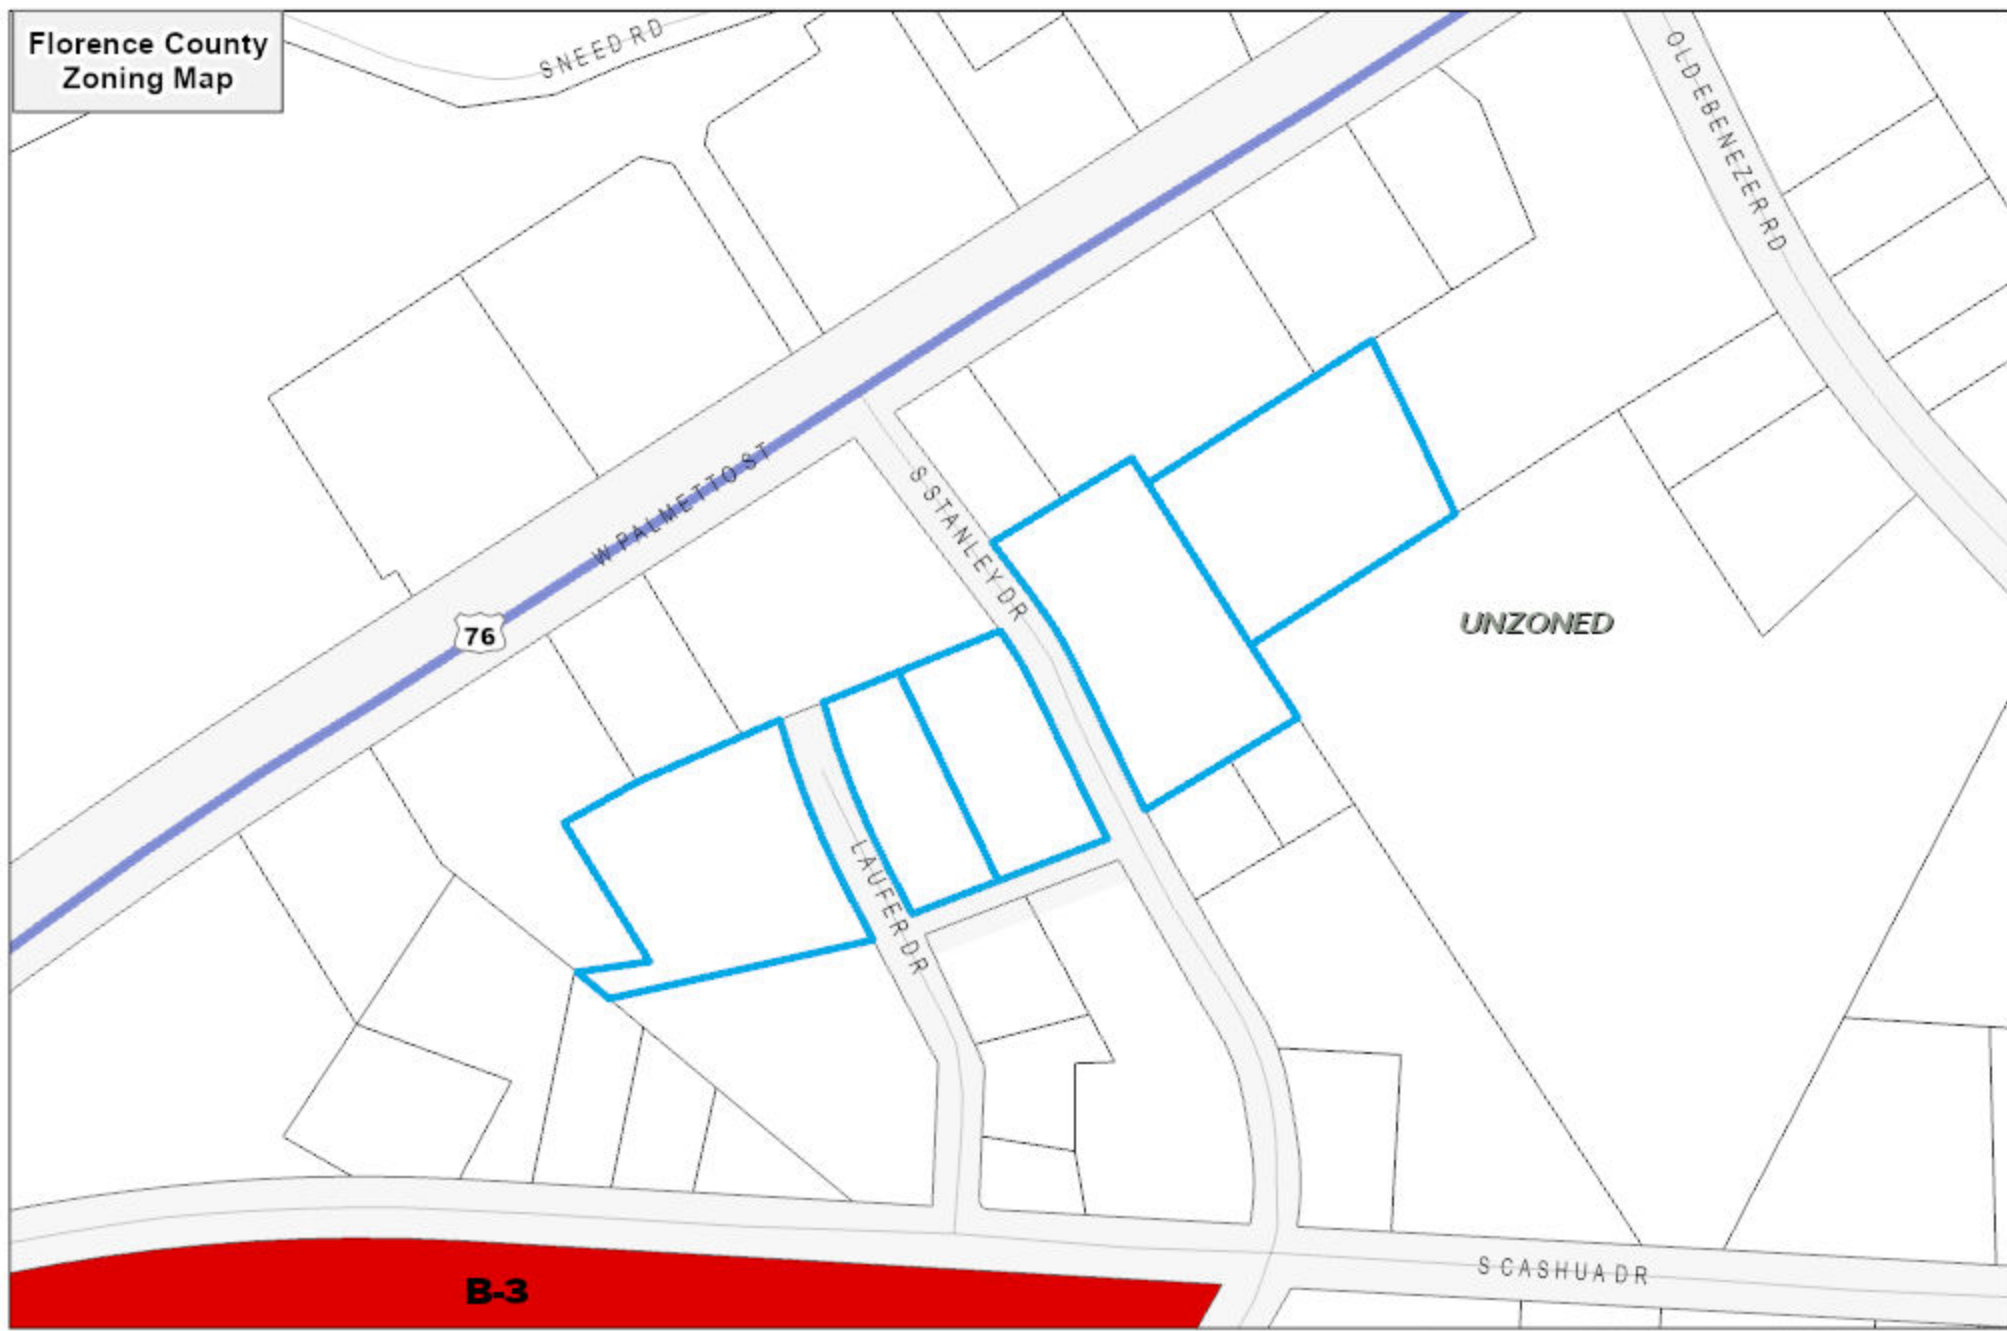 Florence County
Zoning Map
SNEED RD
OLD EBENEZER RD
W PALMETTO ST
S STANLEY DR
76
UNZONED
LAUFER DR
S CASHUA DR
B-3